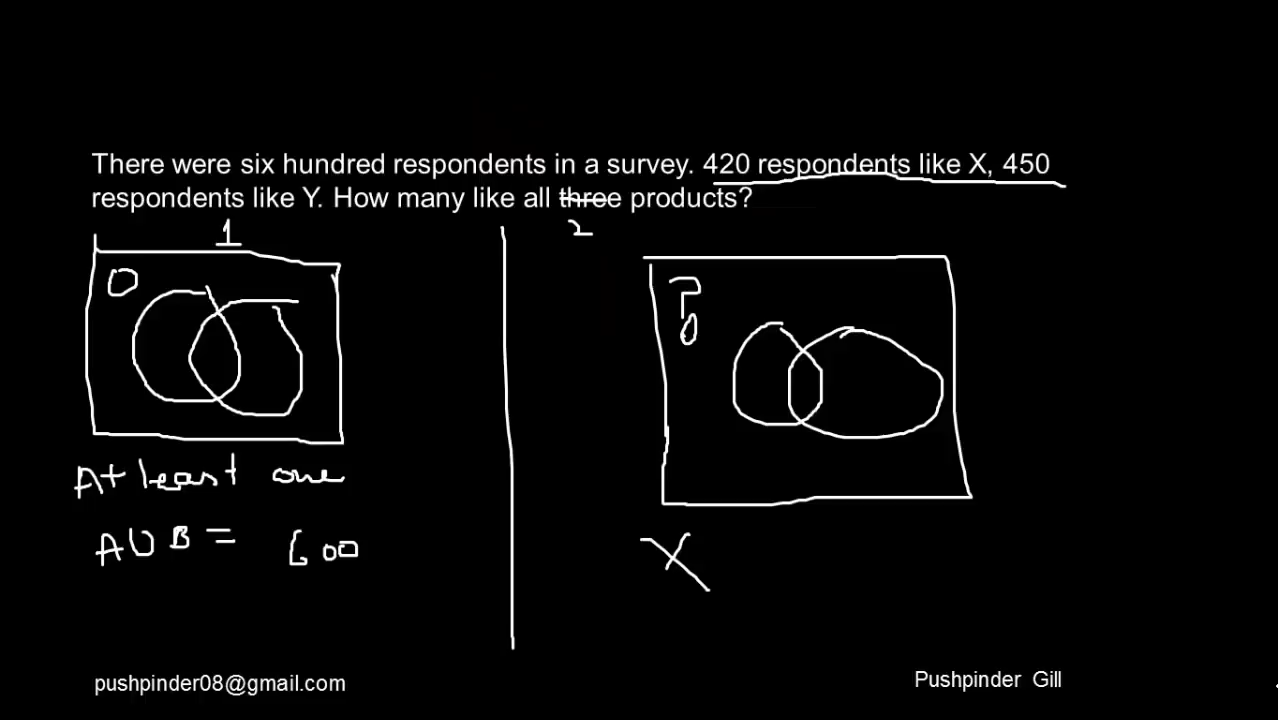 There were six hundred respondents in a survey. 420 respondents like X, 450
respondents like Y. How many like all three products?
1
2
0
At least one
A U B = 600
X
pushpinder08@gmail.com
Pushpinder Gill